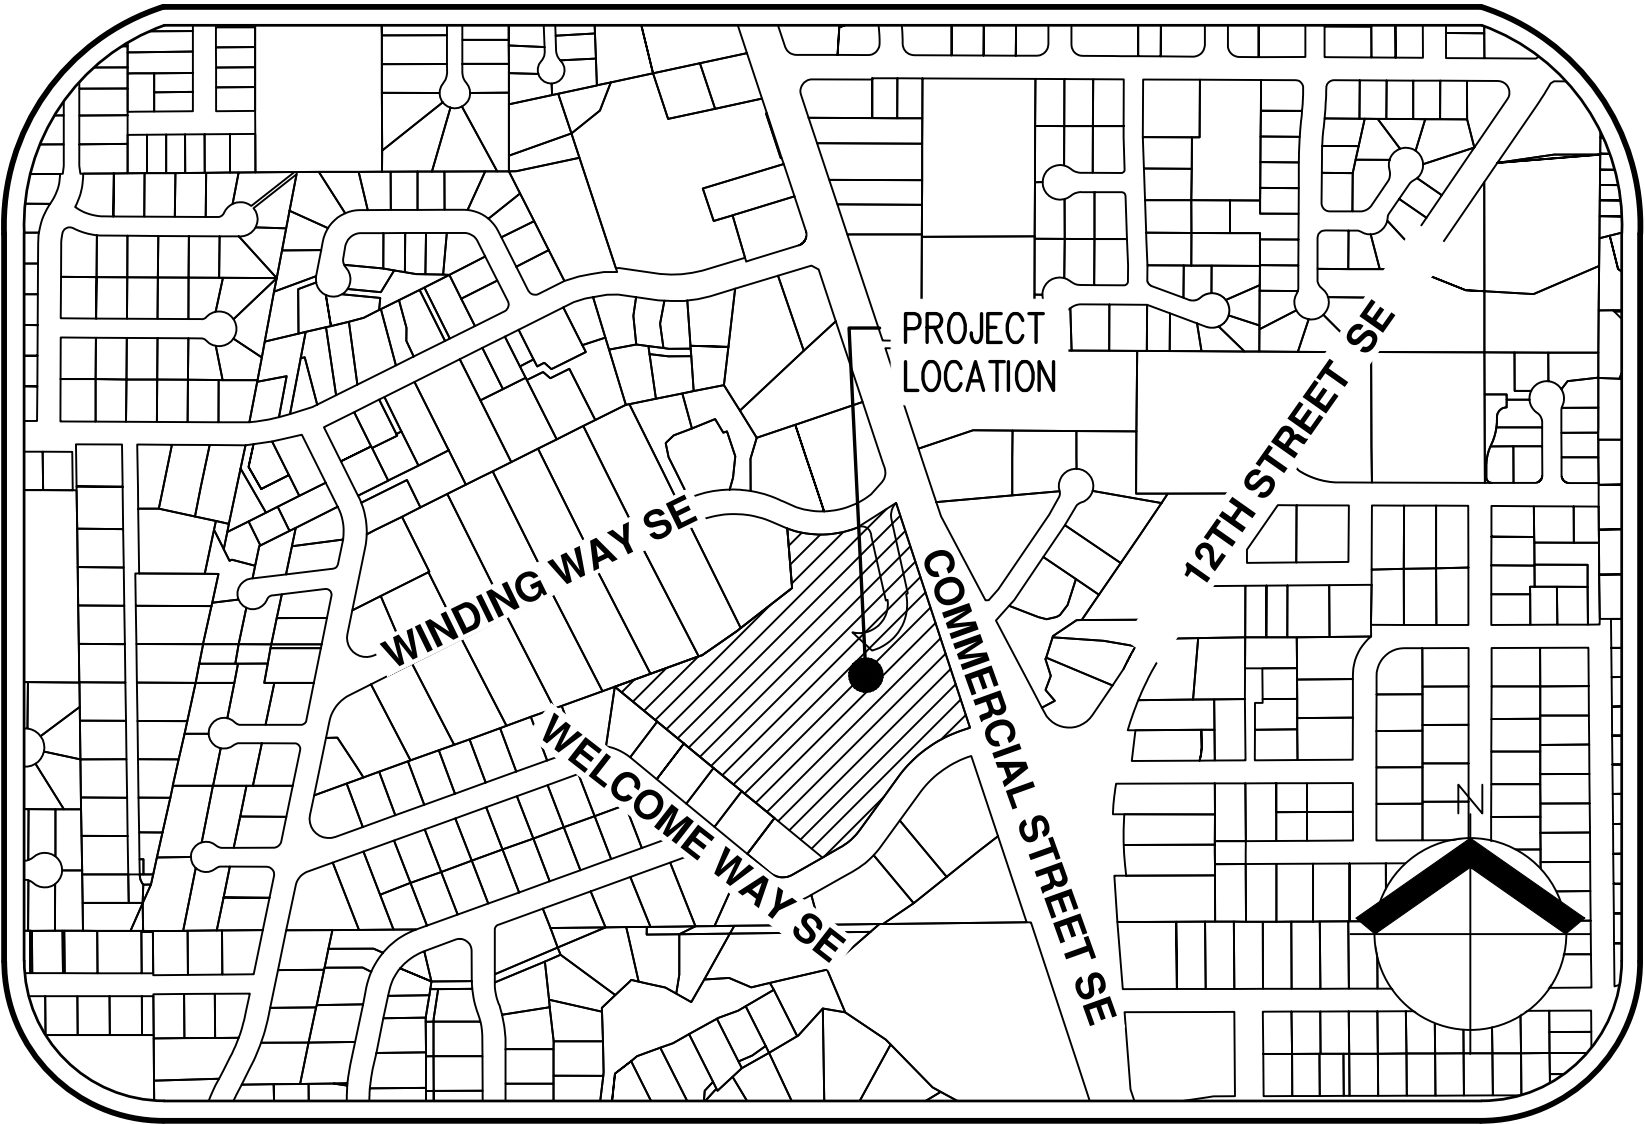 PROJECT
LOCATION
12TH STREET SE
WINDING WAY SE
COMMERCIAL STREET SE
WELCOME WAY SE
N